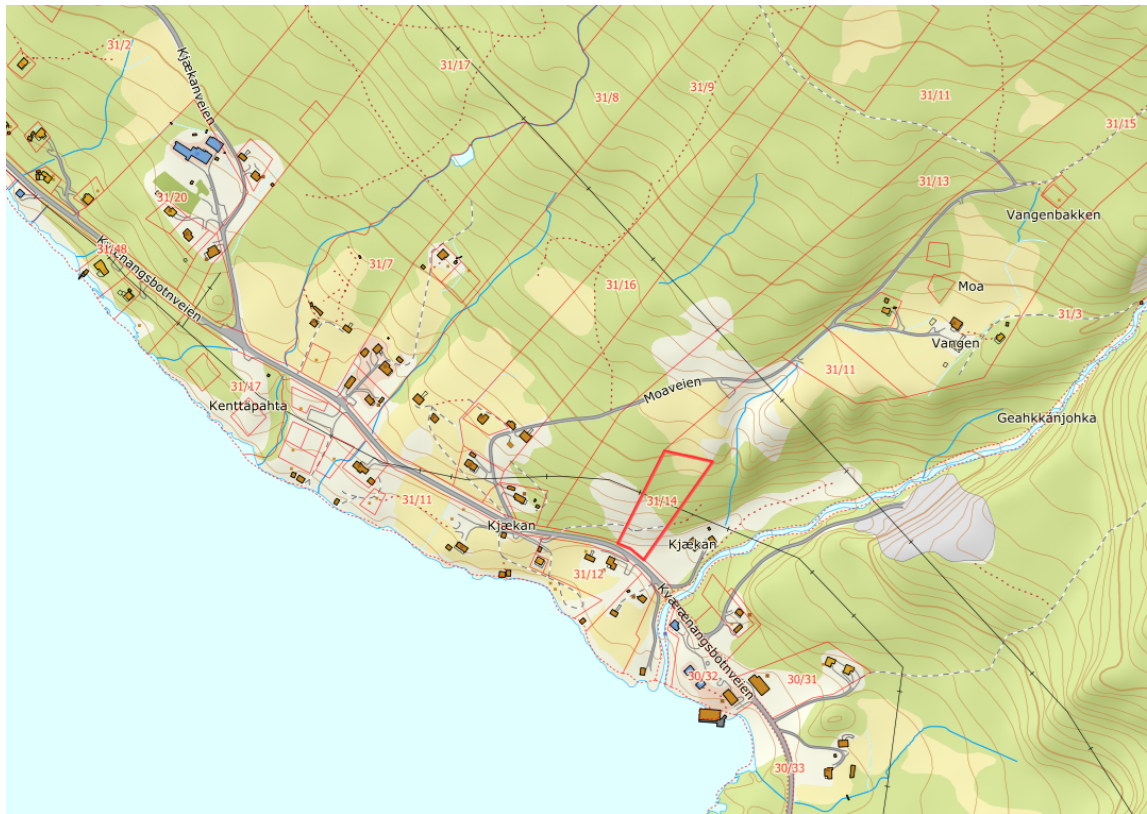 31/2
Kjækanveien
31/17
31/8
31/9
31/11
31/15
31/13
31/20
Vangenbakken
31/48
Kværnangsbotnveien
31/7
31/16
Moa
31/3
Vangen
31/11
31/17
Kenttäpahta
Moaveien
Geahkkánjohka
31/11
31/14
Kjækan
Kjækan
31/12
Kværænangsbotnveien
30/32
30/31
30/33